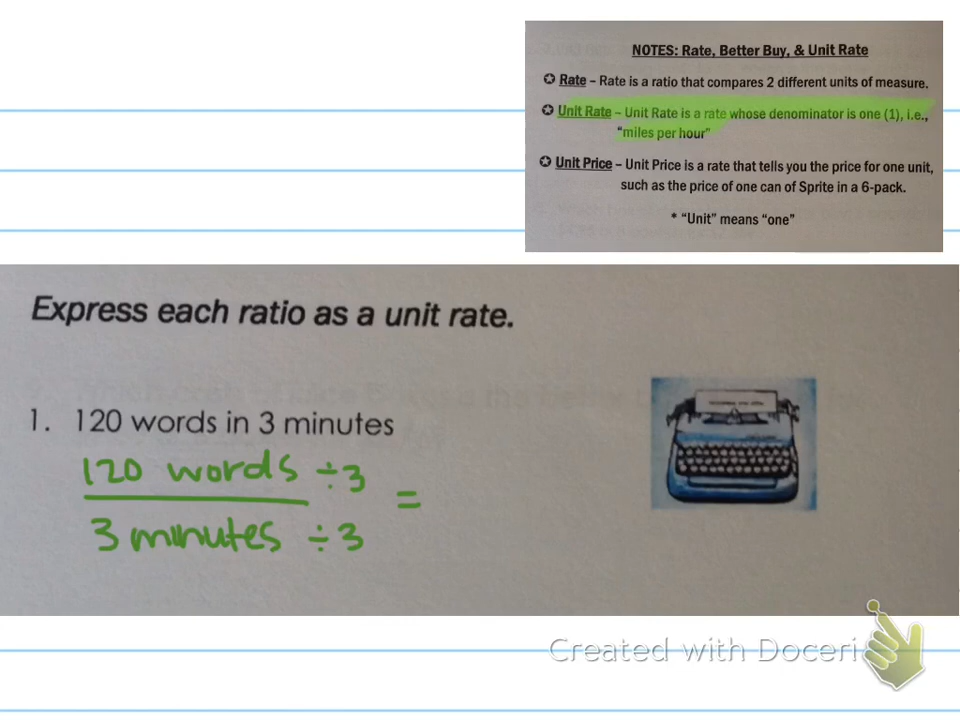 NOTES: Rate, Better Buy, & Unit Rate
✪ Rate – Rate is a ratio that compares 2 different units of measure.
✪ Unit Rate – Unit Rate is a rate whose denominator is one (1), i.e.,
“miles per hour”
✪ Unit Price – Unit Price is a rate that tells you the price for one unit,
such as the price of one can of Sprite in a 6-pack.
* “Unit” means “one”
Express each ratio as a unit rate.
1. 120 words in 3 minutes
120 words ÷3
=
3 minutes ÷3
Created with Doceri